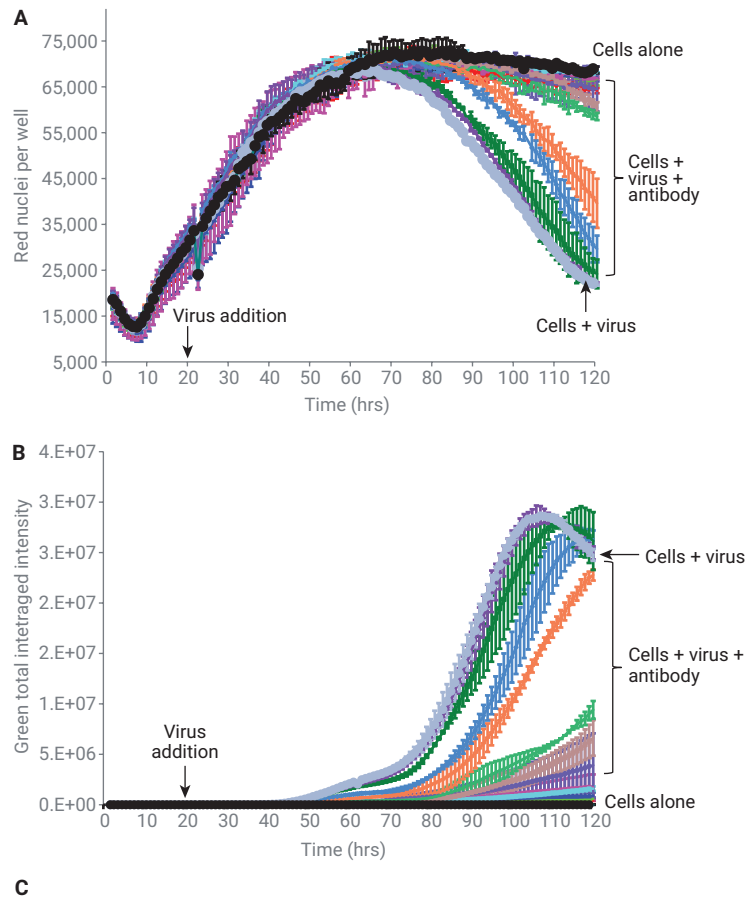 A
75,000
65,000
55,000
45,000
35,000
25,000
15,000
5,000
Red nuclei per well
Cells alone
Cells +
virus +
antibody
Virus addition
Cells + virus
0 10 20 30 40 50 60 70 80 90 100 110 120
Time (hrs)
B
4.E+07
3.E+07
3.E+07
2.E+07
2.E+07
1.E+07
5.E+06
0.E+00
Green total intetraged intensity
Cells + virus
Cells + virus +
antibody
Virus
addition
Cells alone
0 10 20 30 40 50 60 70 80 90 100 110 120
Time (hrs)
C